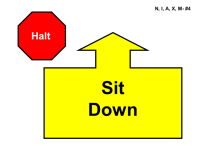 N, I, A, X, M- #4
Halt
Sit
Down